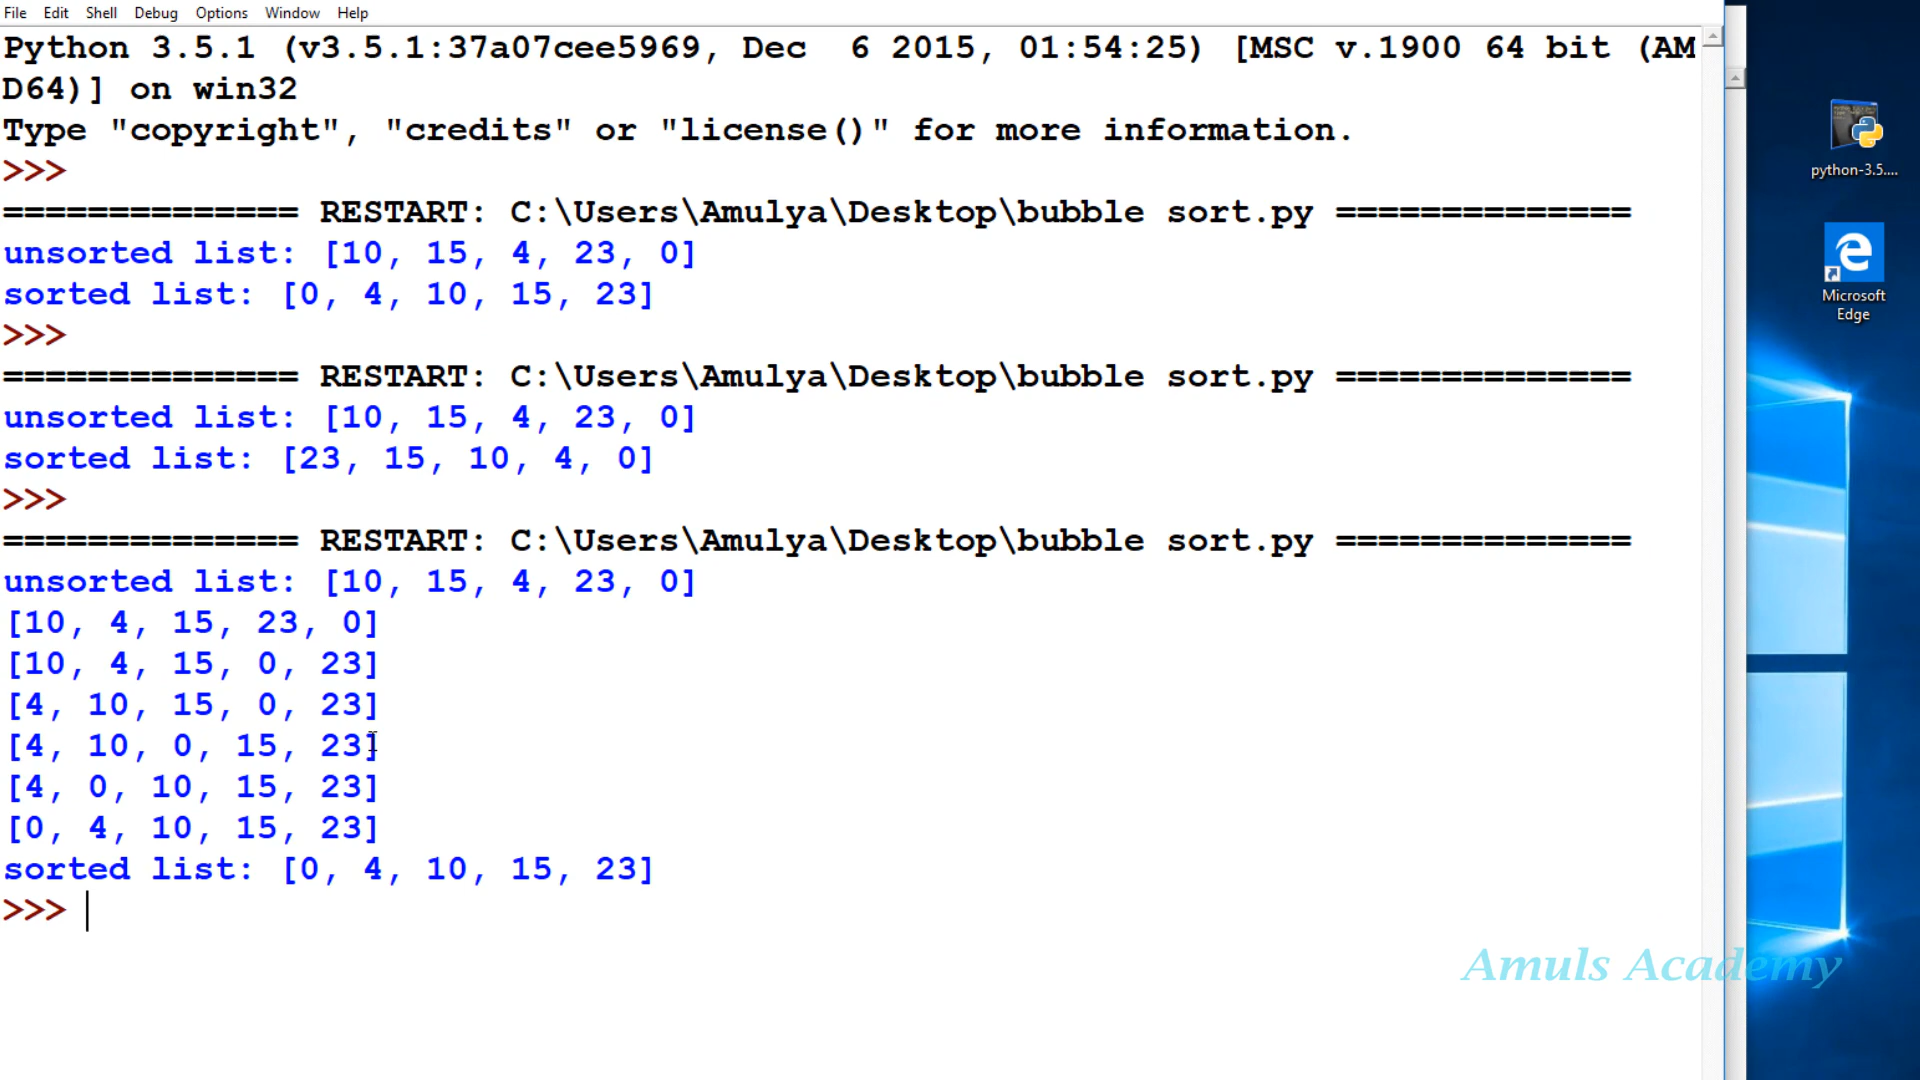 File Edit Shell Debug Options Window Help
Python 3.5.1 (v3.5.1:37a07cee5969, Dec  6 2015, 01:54:25) [MSC v.1900 64 bit (AM
D64)] on win32
Type "copyright", "credits" or "license()" for more information.
>>>
============== RESTART: C:\Users\Amulya\Desktop\bubble sort.py ==============
unsorted list: [10, 15, 4, 23, 0]
sorted list: [0, 4, 10, 15, 23]
>>>
============== RESTART: C:\Users\Amulya\Desktop\bubble sort.py ==============
unsorted list: [10, 15, 4, 23, 0]
sorted list: [23, 15, 10, 4, 0]
>>>
============== RESTART: C:\Users\Amulya\Desktop\bubble sort.py ==============
unsorted list: [10, 15, 4, 23, 0]
[10, 4, 15, 23, 0]
[10, 4, 15, 0, 23]
[4, 10, 15, 0, 23]
[4, 10, 0, 15, 23]
[4, 0, 10, 15, 23]
[0, 4, 10, 15, 23]
sorted list: [0, 4, 10, 15, 23]
>>>
python-3.5....
Microsoft
Edge
Amuls Academy